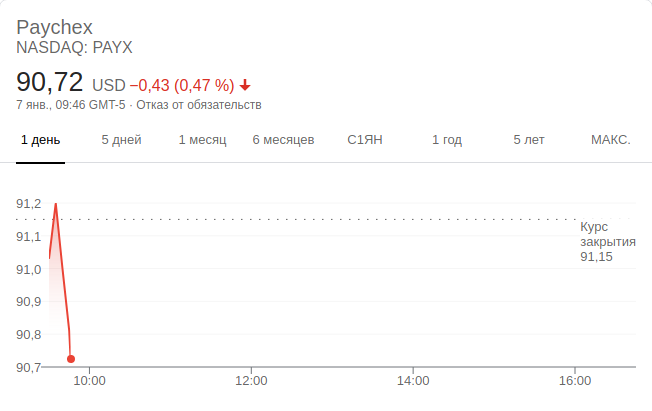 Paychex
NASDAQ: PAYX
90,72 USD −0,43 (0,47 %)
7 янв., 09:46 GMT-5 · Отказ от обязательств
1 день 5 дней 1 месяц 6 месяцев С1ЯН 1 год 5 лет МАКС.
91,2
91,1
91,0
90,9
90,8
90,7
Курс
закрытия
91,15
10:00 12:00 14:00 16:00